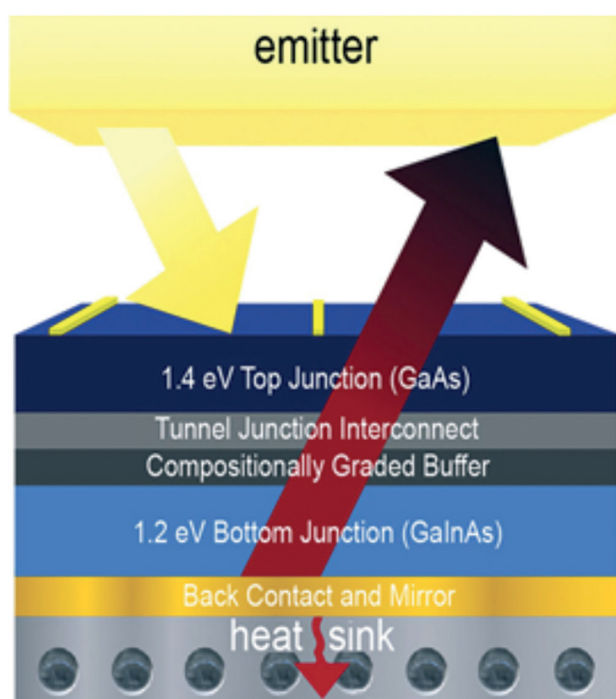 emitter
1.4 eV Top Junction (GaAs)
Tunnel Junction Interconnect
Compositionally Graded Buffer
1.2 eV Bottom Junction (GaInAs)
Back Contact and Mirror
heat sink